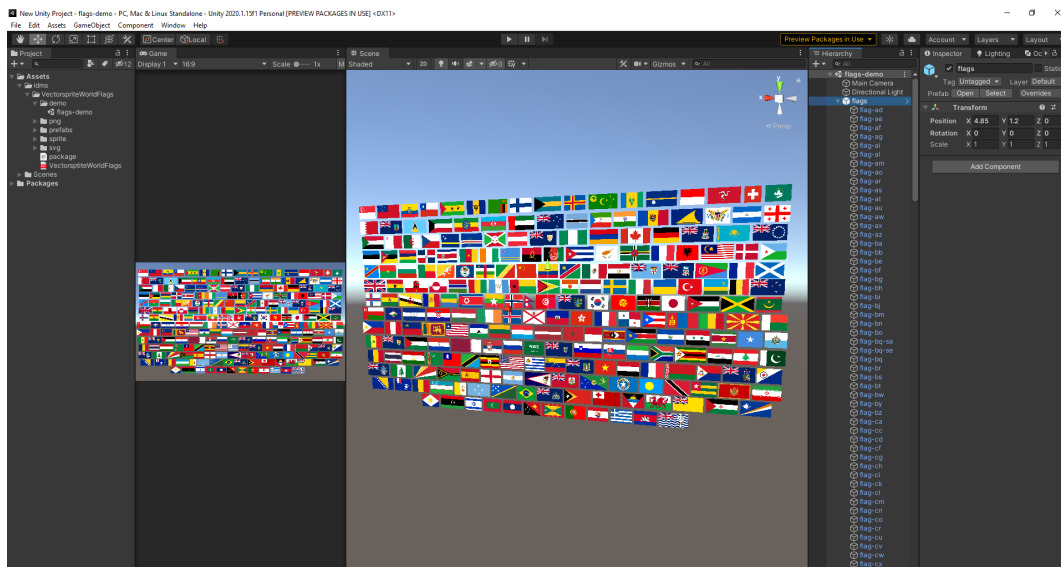 New Unity Project - flags-demo - PC, Mac & Linux Standalone - Unity 2020.1.15f1 Personal [PREVIEW PACKAGES IN USE] <DX11>
File Edit Assets GameObject Component Window Help
Center Local
Preview Packages in Use
Account
Layers
Layout
Project
12
Assets
idms
VectorspriteWorldFlags
demo
flags-demo
png
prefabs
sprite
svg
package
VectorsptiteWorldFlags
Scenes
Packages
Game
Display 1 16:9 Scale 1x M
Scene
Shaded 2D 0 Gizmos All
y
x
Persp
Hierarchy
All
flags-demo
Main Camera
Directional Light
flags
flag-ad
flag-ae
flag-af
flag-ag
flag-ai
flag-al
flag-am
flag-ao
flag-ar
flag-as
flag-at
flag-au
flag-aw
flag-ax
flag-az
flag-ba
flag-bb
flag-be
flag-bf
flag-bg
flag-bh
flag-bi
flag-bj
flag-bm
flag-bn
flag-bo
flag-bq-sa
flag-bq-se
flag-bq
flag-br
flag-bs
flag-bt
flag-bw
flag-by
flag-bz
flag-ca
flag-cc
flag-cd
flag-cf
flag-cg
flag-ch
flag-ci
flag-ck
flag-cl
flag-cm
flag-cn
flag-co
flag-cr
flag-cu
flag-cv
flag-cw
flag-cx
Inspector Lighting Oc
flags Static
Tag Untagged Layer Default
Prefab Open Select Overrides
Transform
Position X 4.85 Y 1.2 Z 0
Rotation X 0 Y 0 Z 0
Scale X 1 Y 1 Z 1
Add Component